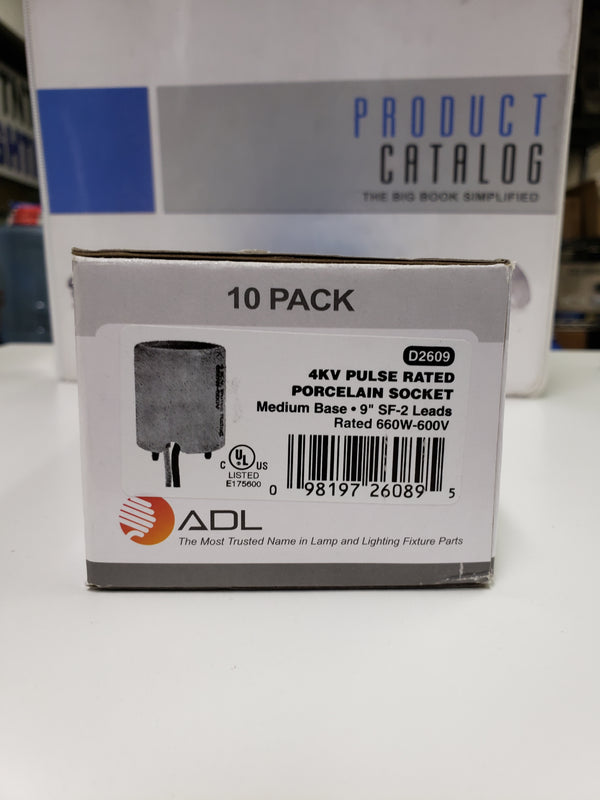 PRODUCT
CATALOG
THE BIG BOOK SIMPLIFIED
10 PACK
D2609
4KV PULSE RATED
PORCELAIN SOCKET
Medium Base • 9" SF-2 Leads
Rated 660W-600V
C UL US
LISTED
E175600
0 98197 26089 5
ADL
The Most Trusted Name in Lamp and Lighting Fixture Parts